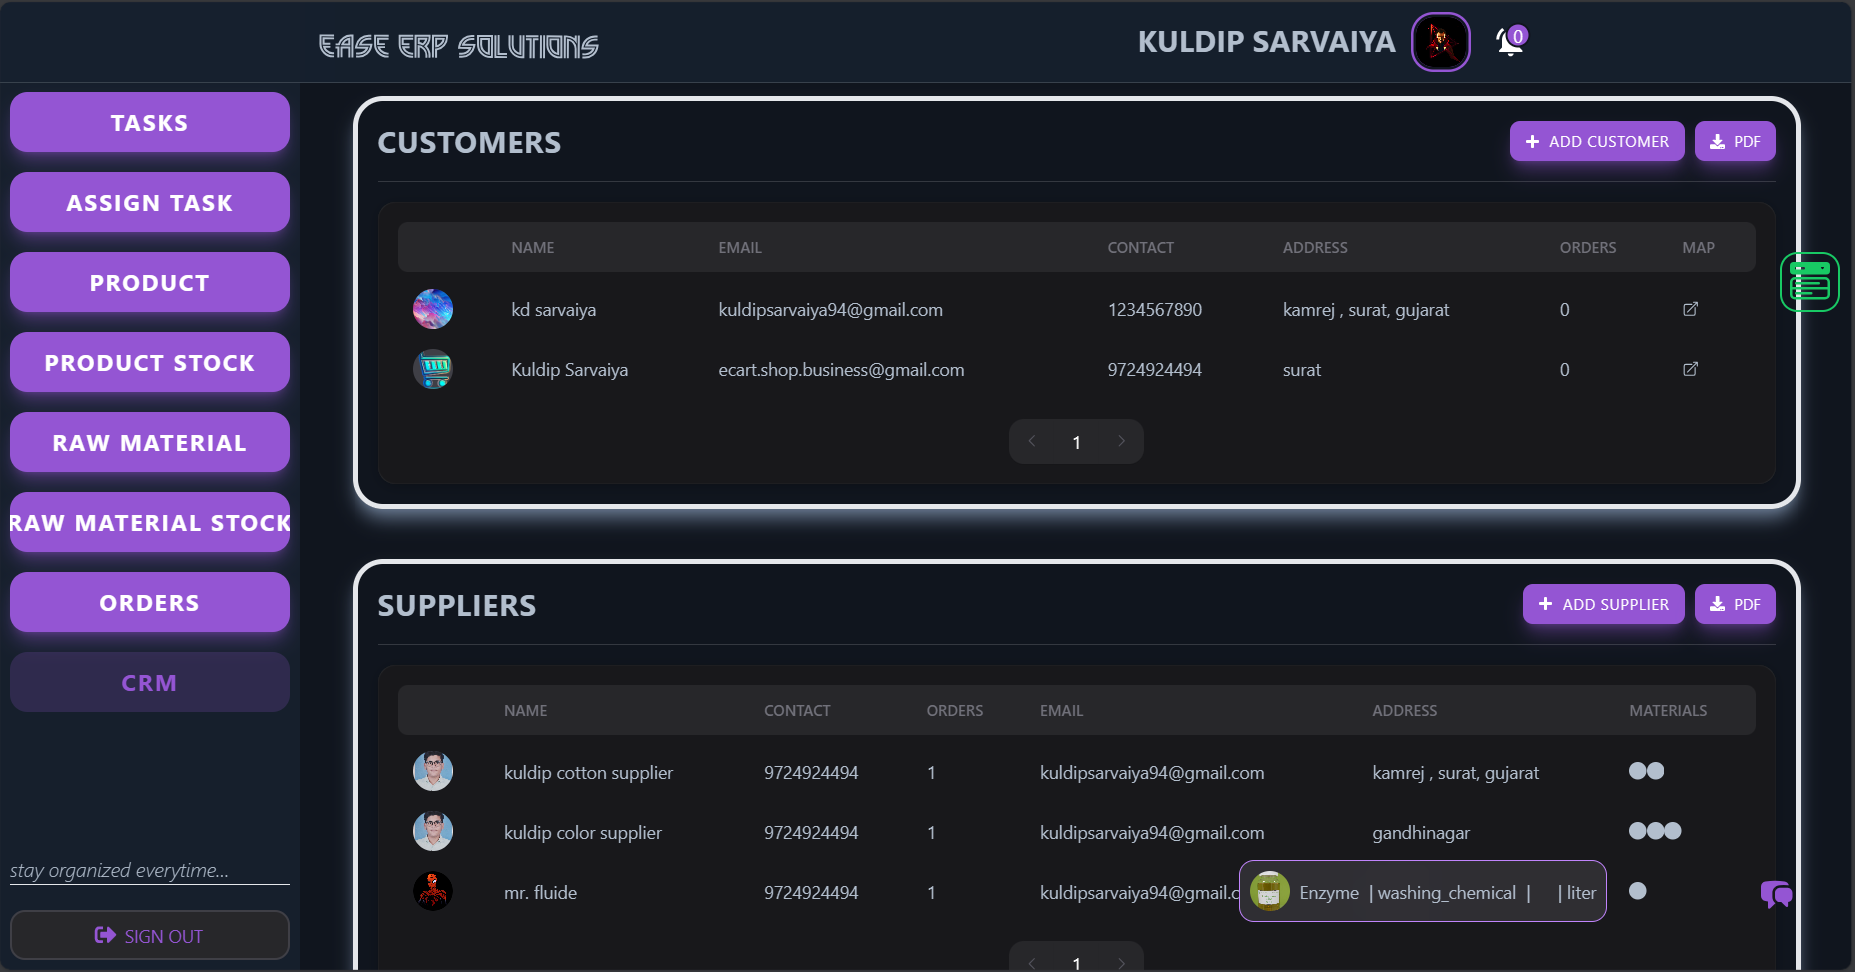 EASE ERP SOLUTIONS
KULDIP SARVAIYA
0
TASKS
ASSIGN TASK
PRODUCT
PRODUCT STOCK
RAW MATERIAL
RAW MATERIAL STOCK
ORDERS
CRM
stay organized everytime...
SIGN OUT
CUSTOMERS
ADD CUSTOMER PDF
NAME EMAIL CONTACT ADDRESS ORDERS MAP
kd sarvaiya kuldipsarvaiya94@gmail.com 1234567890 kamrej , surat, gujarat 0
Kuldip Sarvaiya ecart.shop.business@gmail.com 9724924494 surat 0
1
SUPPLIERS
ADD SUPPLIER PDF
NAME CONTACT ORDERS EMAIL ADDRESS MATERIALS
kuldip cotton supplier 9724924494 1 kuldipsarvaiya94@gmail.com kamrej , surat, gujarat
kuldip color supplier 9724924494 1 kuldipsarvaiya94@gmail.com gandhinagar
mr. fluide 9724924494 1 kuldipsarvaiya94@gmail.c Enzyme | washing_chemical | | liter
1